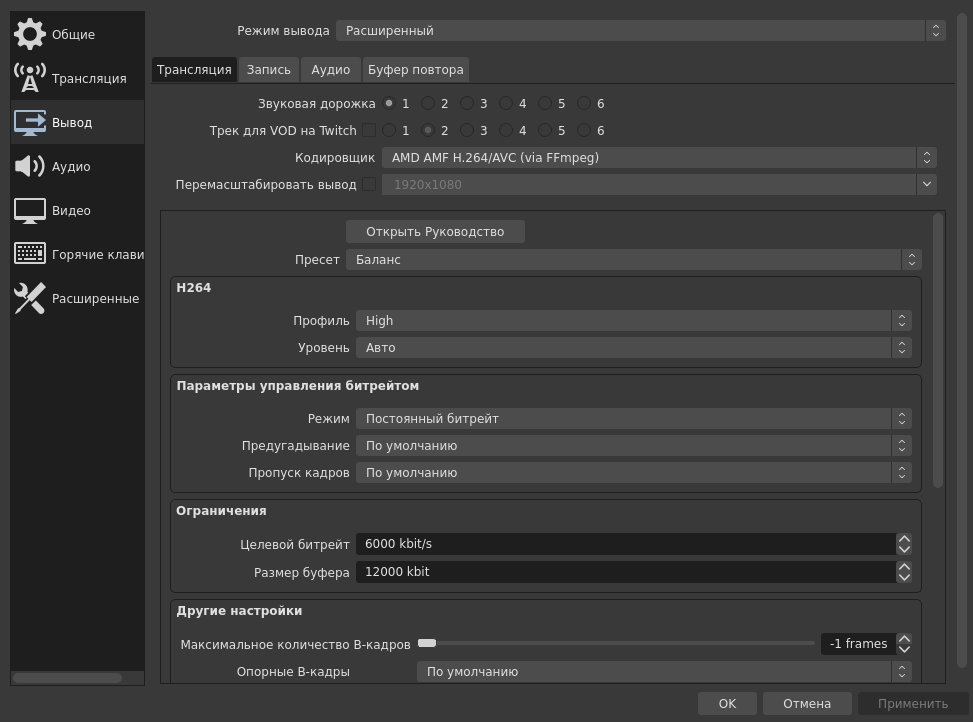 Общие
Трансляция
Вывод
Аудио
Видео
Горячие клави
Расширенные
Режим вывода Расширенный
Трансляция Запись Аудио Буфер повтора
Звуковая дорожка 1 2 3 4 5 6
Трек для VOD на Twitch 1 2 3 4 5 6
Кодировщик AMD AMF H.264/AVC (via FFmpeg)
Перемасштабировать вывод 1920x1080
Открыть Руководство
Пресет Баланс
H264
Профиль High
Уровень Авто
Параметры управления битрейтом
Режим Постоянный битрейт
Предугадывание По умолчанию
Пропуск кадров По умолчанию
Ограничения
Целевой битрейт 6000 kbit/s
Размер буфера 12000 kbit
Другие настройки
Максимальное количество B-кадров -1 frames
Опорные B-кадры По умолчанию
OK Отмена Применить